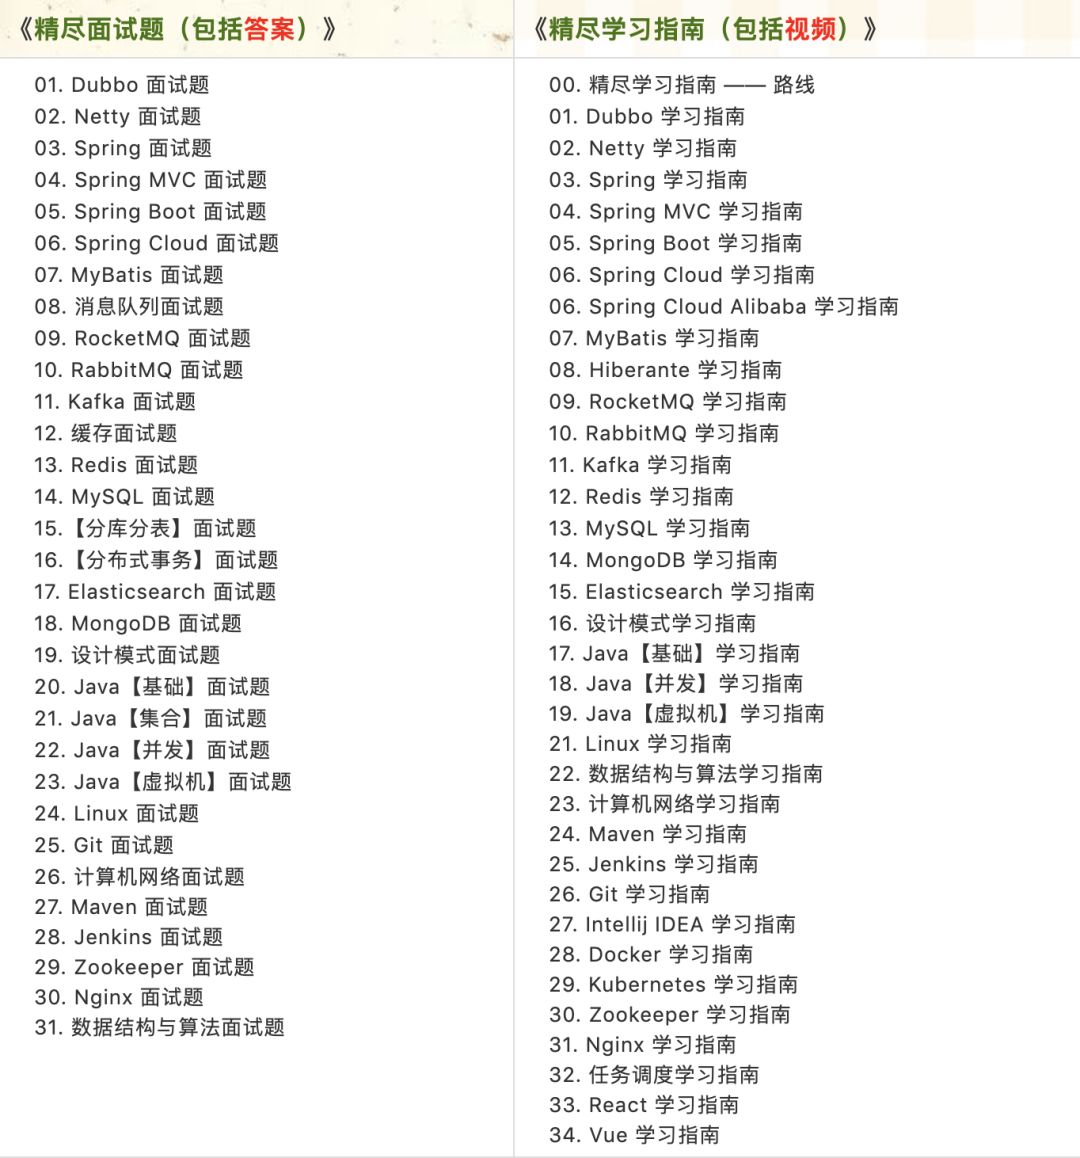 《精尽面试题（包括答案）》
01. Dubbo 面试题
02. Netty 面试题
03. Spring 面试题
04. Spring MVC 面试题
05. Spring Boot 面试题
06. Spring Cloud 面试题
07. MyBatis 面试题
08. 消息队列面试题
09. RocketMQ 面试题
10. RabbitMQ 面试题
11. Kafka 面试题
12. 缓存面试题
13. Redis 面试题
14. MySQL 面试题
15.【分库分表】面试题
16.【分布式事务】面试题
17. Elasticsearch 面试题
18. MongoDB 面试题
19. 设计模式面试题
20. Java【基础】面试题
21. Java【集合】面试题
22. Java【并发】面试题
23. Java【虚拟机】面试题
24. Linux 面试题
25. Git 面试题
26. 计算机网络面试题
27. Maven 面试题
28. Jenkins 面试题
29. Zookeeper 面试题
30. Nginx 面试题
31. 数据结构与算法面试题
《精尽学习指南（包括视频）》
00. 精尽学习指南 —— 路线
01. Dubbo 学习指南
02. Netty 学习指南
03. Spring 学习指南
04. Spring MVC 学习指南
05. Spring Boot 学习指南
06. Spring Cloud 学习指南
06. Spring Cloud Alibaba 学习指南
07. MyBatis 学习指南
08. Hiberante 学习指南
09. RocketMQ 学习指南
10. RabbitMQ 学习指南
11. Kafka 学习指南
12. Redis 学习指南
13. MySQL 学习指南
14. MongoDB 学习指南
15. Elasticsearch 学习指南
16. 设计模式学习指南
17. Java【基础】学习指南
18. Java【并发】学习指南
19. Java【虚拟机】学习指南
21. Linux 学习指南
22. 数据结构与算法学习指南
23. 计算机网络学习指南
24. Maven 学习指南
25. Jenkins 学习指南
26. Git 学习指南
27. Intellij IDEA 学习指南
28. Docker 学习指南
29. Kubernetes 学习指南
30. Zookeeper 学习指南
31. Nginx 学习指南
32. 任务调度学习指南
33. React 学习指南
34. Vue 学习指南